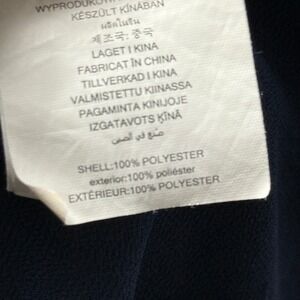 WYPRODUKOWANO
KÉSZÜLT KÍNÁBAN
ผลิตในจีน
제조국: 중국
LAGET I KINA
FABRICAT ÎN CHINA
TILLVERKAD I KINA
VALMISTETTU KIINASSA
PAGAMINTA KINIJOJE
IZGATAVOTS ĶĪNĀ
صنع في الصين
SHELL:100% POLYESTER
exterior:100% poliéster
EXTÉRIEUR:100% POLYESTER